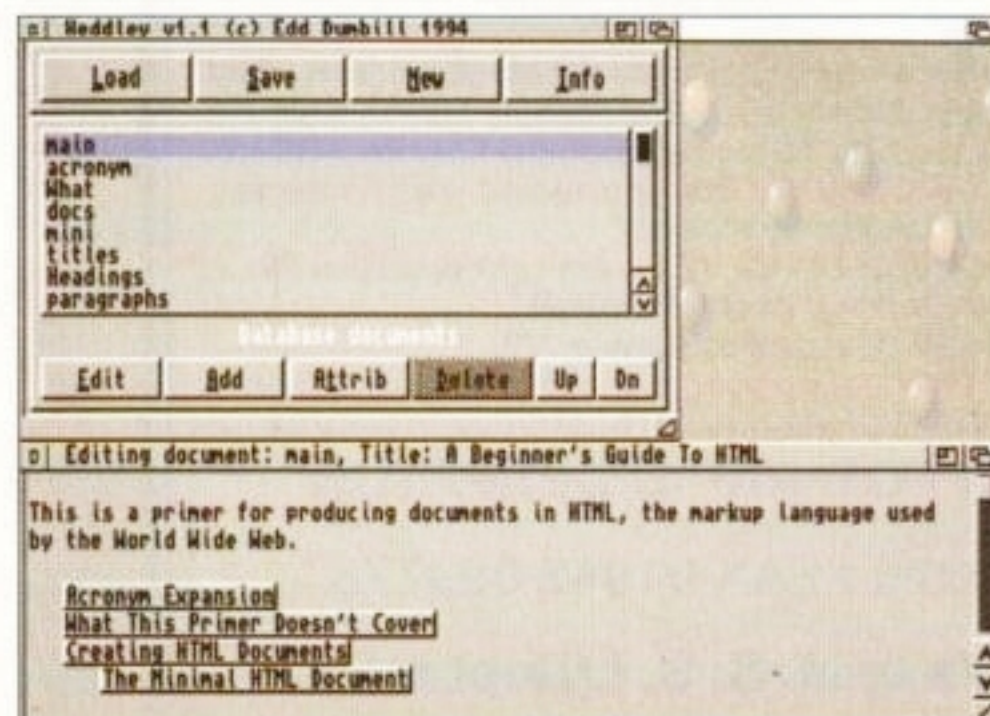 Heddley v1.1 (c) Edd Dumbill 1994
Load Save New Info
main
acronym
What
docs
mini
titles
Headings
paragraphs
Database documents
Edit Add Attrib Delete Up Dn
Editing document: main, Title: A Beginner's Guide To HTML
This is a primer for producing documents in HTML, the markup language used
by the World Wide Web.
Acronym Expansion
What This Primer Doesn't Cover
Creating HTML Documents
The Minimal HTML Document